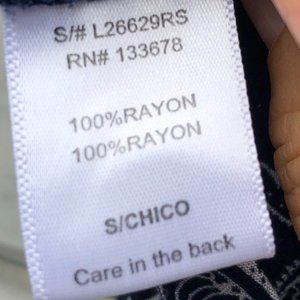 S/# L26629RS
RN# 133678
100%RAYON
100%RAYON
S/CHICO
Care in the back